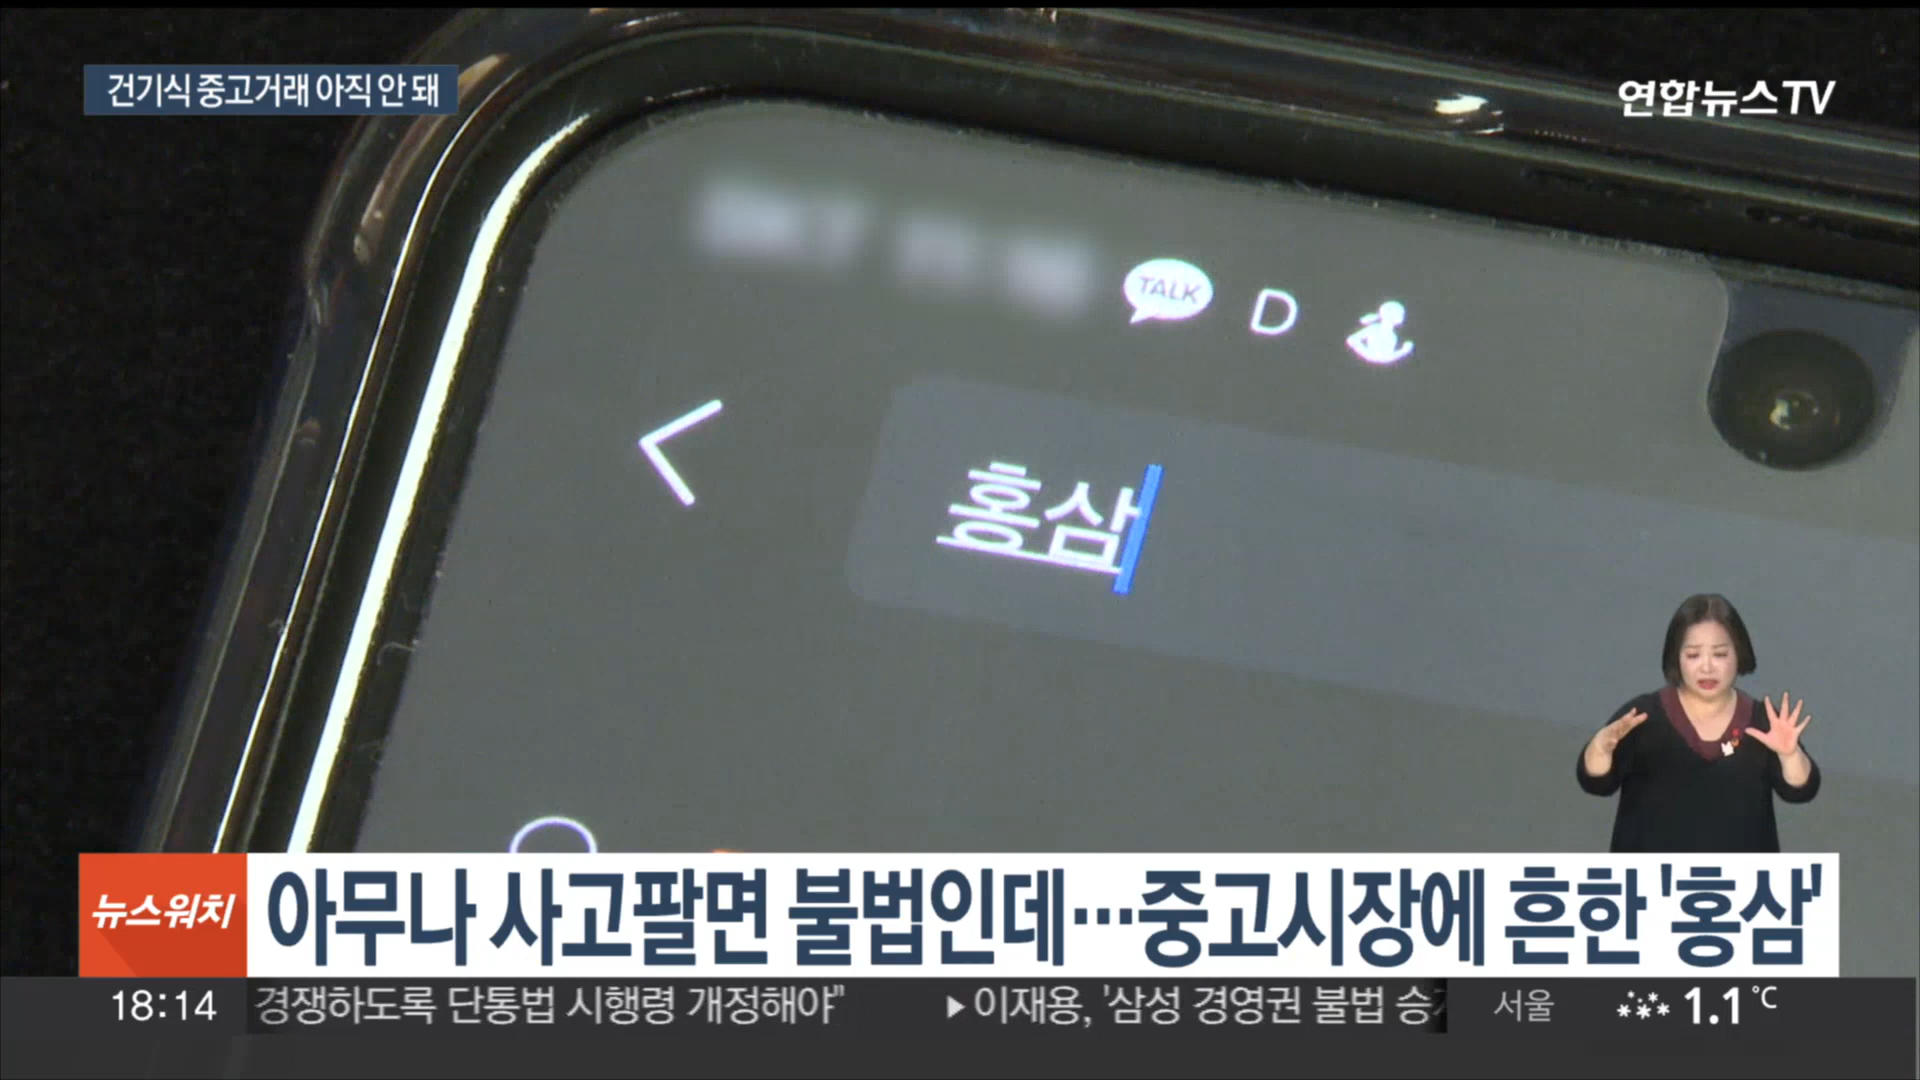 건기식 중고거래 아직 안 돼
연합뉴스TV
TALK D
홍삼
뉴스워치
아무나 사고팔면 불법인데…중고시장에 흔한 '홍삼'
18:14 경쟁하도록 단통법 시행령 개정해야" ▶이재용, '삼성 경영권 불법 승 서울 1.1℃